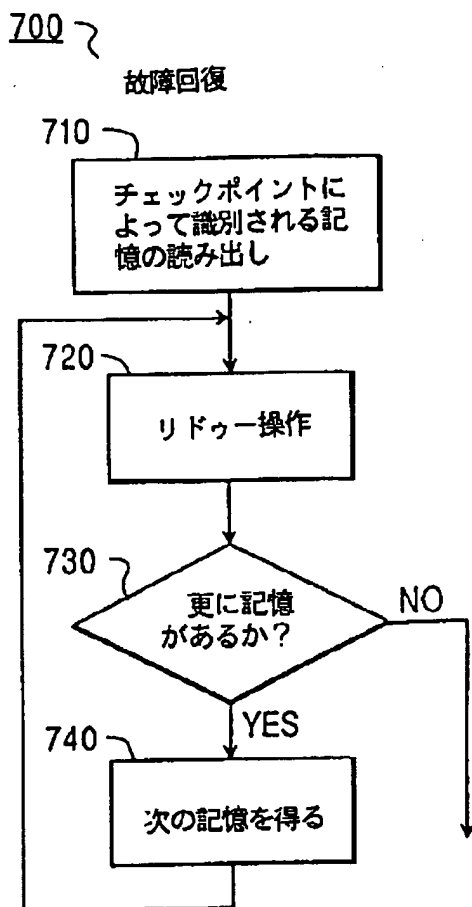 700
故障回復
710
チェックポイントに
よって識別される記
憶の読み出し
720
リドゥー操作
730
更に記憶
があるか？
NO
YES
740
次の記憶を得る